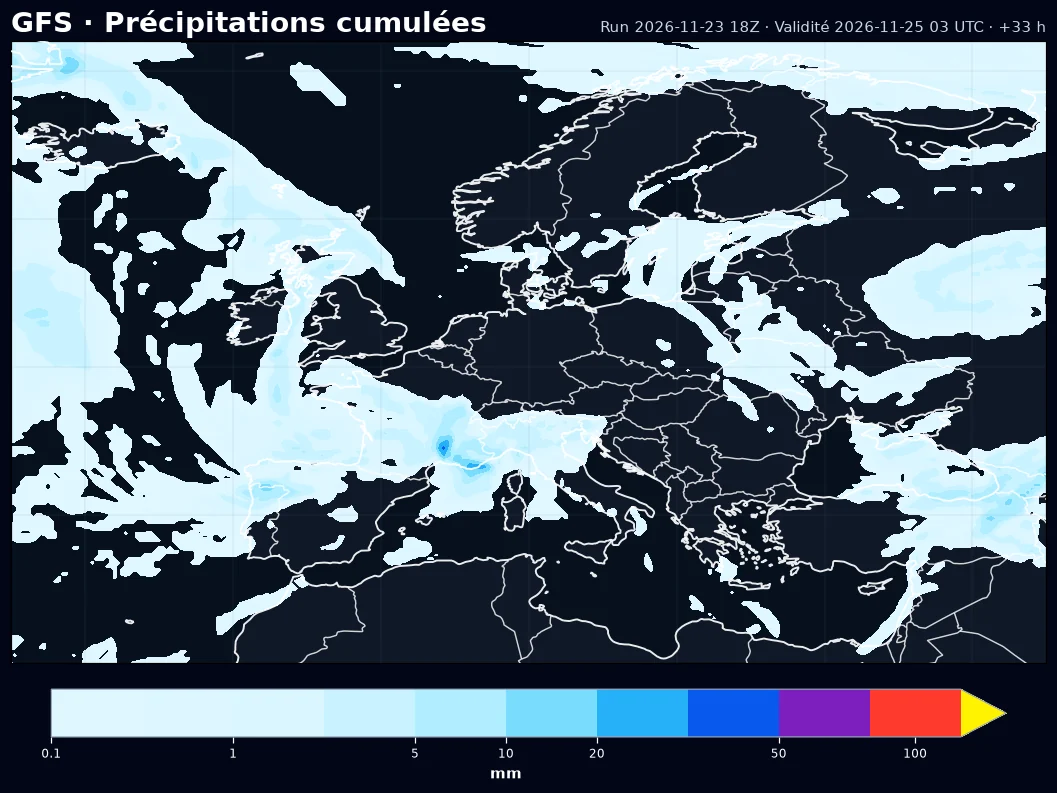 GFS · Précipitations cumulées
Run 2026-11-23 18Z · Validité 2026-11-25 03 UTC · +33 h
0.1 1 5 10 20 50 100
mm